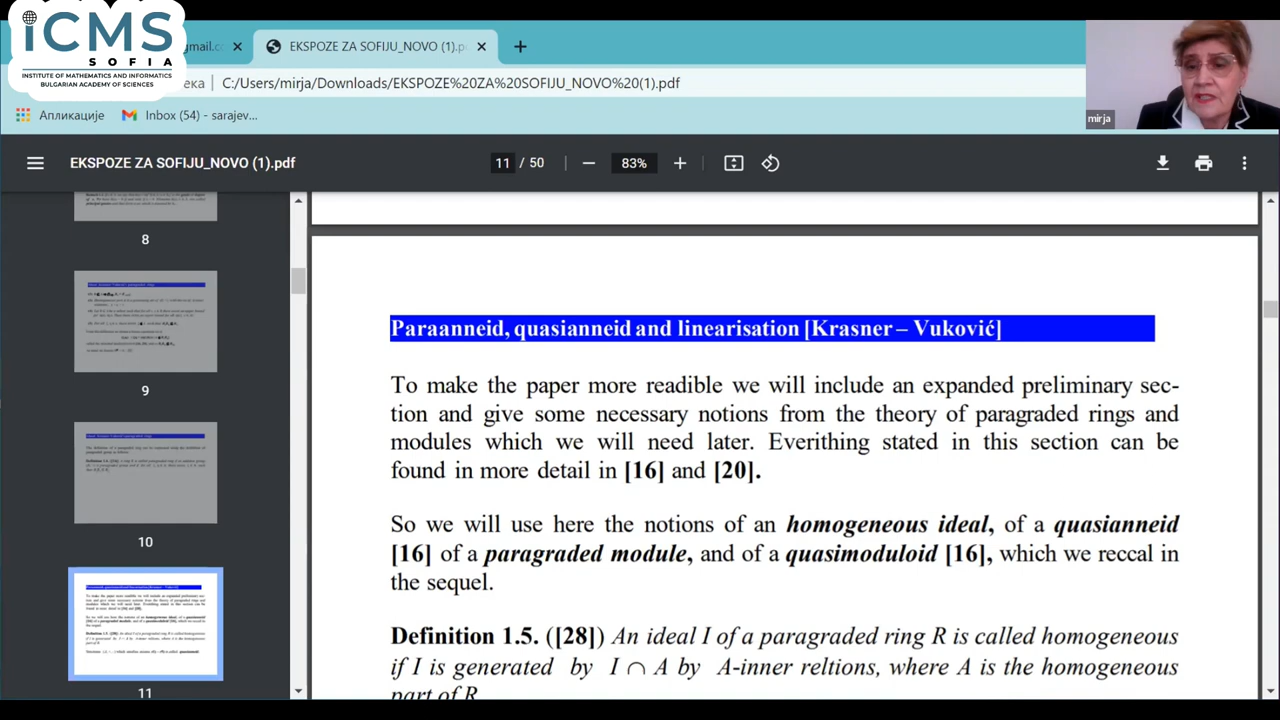 iCMS
SOFIA
INSTITUTE OF MATHEMATICS AND INFORMATICS
BULGARIAN ACADEMY OF SCIENCES
gmail.c
EKSPOZE ZA SOFIJU_NOVO (1).p
ека
C:/Users/mirja/Downloads/EKSPOZE%20ZA%20SOFIJU_NOVO%20(1).pdf
Апликације
Inbox (54) - sarajev...
mirja
EKSPOZE ZA SOFIJU_NOVO (1).pdf
11 / 50
83%
8
9
10
11
Paraanneid, quasianneid and linearisation [Krasner – Vuković]
To make the paper more readible we will include an expanded preliminary sec-
tion and give some necessary notions from the theory of paragraded rings and
modules which we will need later. Everithing stated in this section can be
found in more detail in [16] and [20].
So we will use here the notions of an homogeneous ideal, of a quasianneid
[16] of a paragraded module, and of a quasimoduloid [16], which we reccal in
the sequel.
Definition 1.5. ([28]) An ideal I of a paragraded ring R is called homogeneous
if I is generated by I ∩ A by A-inner reltions, where A is the homogeneous
part of R